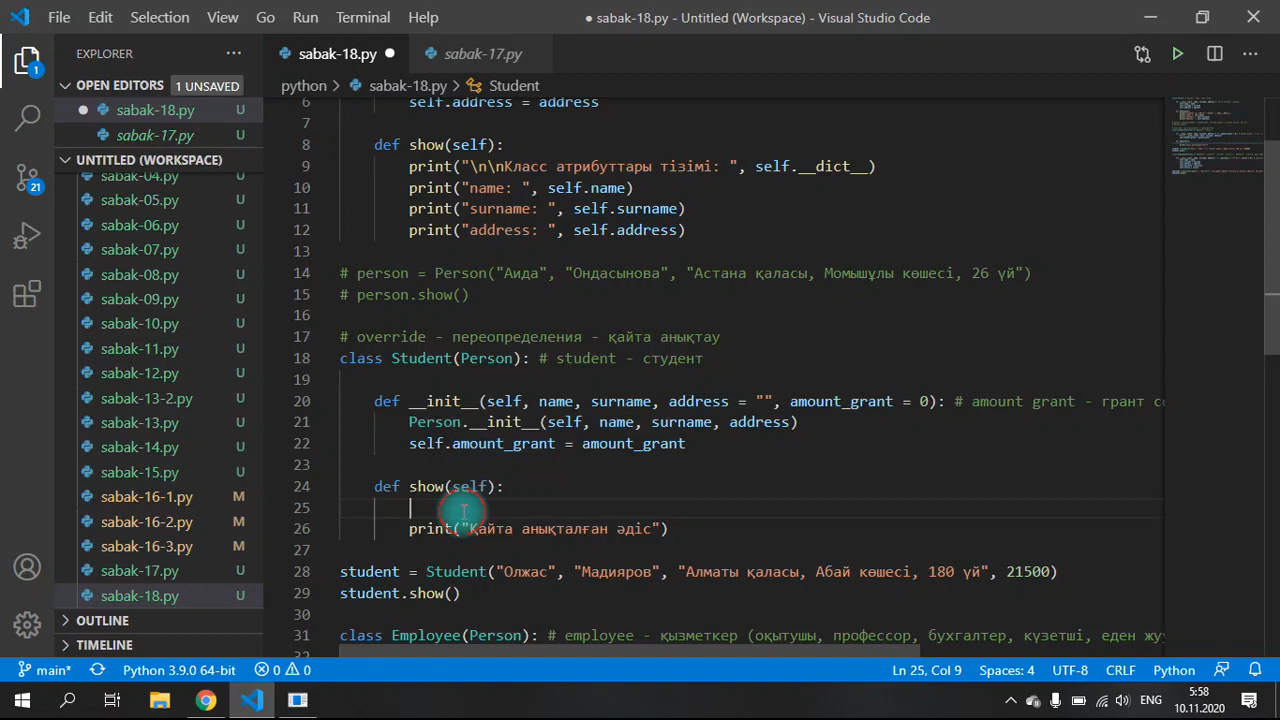 File Edit Selection View Go Run Terminal Help
● sabak-18.py - Untitled (Workspace) - Visual Studio Code
EXPLORER
sabak-18.py
sabak-17.py
OPEN EDITORS 1 UNSAVED
python > sabak-18.py > Student
sabak-18.py U
sabak-17.py U
UNTITLED (WORKSPACE)
sabak-04.py U
sabak-05.py U
sabak-06.py U
sabak-07.py U
sabak-08.py U
sabak-09.py U
sabak-10.py U
sabak-11.py U
sabak-12.py U
sabak-13-2.py U
sabak-13.py U
sabak-14.py U
sabak-15.py U
sabak-16-1.py M
sabak-16-2.py M
sabak-16-3.py M
sabak-17.py U
sabak-18.py U
OUTLINE
TIMELINE
1
21
6 self.address = address
7
8 def show(self):
9 print("\n\nКласс атрибуттары тізімі: ", self.__dict__)
10 print("name: ", self.name)
11 print("surname: ", self.surname)
12 print("address: ", self.address)
13
14 # person = Person("Аида", "Ондасынова", "Астана қаласы, Момышұлы көшесі, 26 үй")
15 # person.show()
16
17 # override - переопределения - қайта анықтау
18 class Student(Person): # student - студент
19
20 def __init__(self, name, surname, address = "", amount_grant = 0): # amount grant - грант
21 Person.__init__(self, name, surname, address)
22 self.amount_grant = amount_grant
23
24 def show(self):
25
26 print("Қайта анықталған әдіс")
27
28 student = Student("Олжас", "Мадияров", "Алматы қаласы, Абай көшесі, 180 үй", 21500)
29 student.show()
30
31 class Employee(Person): # employee - қызметкер (оқытушы, профессор, бухгалтер, күзетші, еден
32
main* Python 3.9.0 64-bit 0 0 Ln 25, Col 9 Spaces: 4 UTF-8 CRLF Python
ENG
5:58
10.11.2020